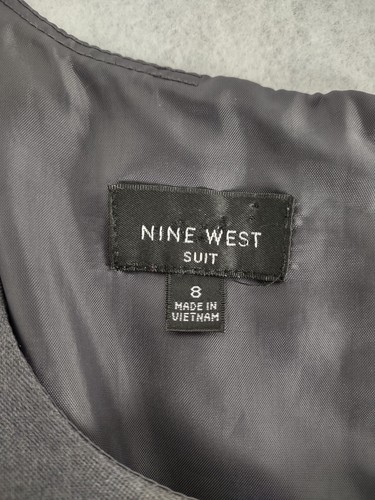 NINE WEST
SUIT
8
MADE IN
VIETNAM